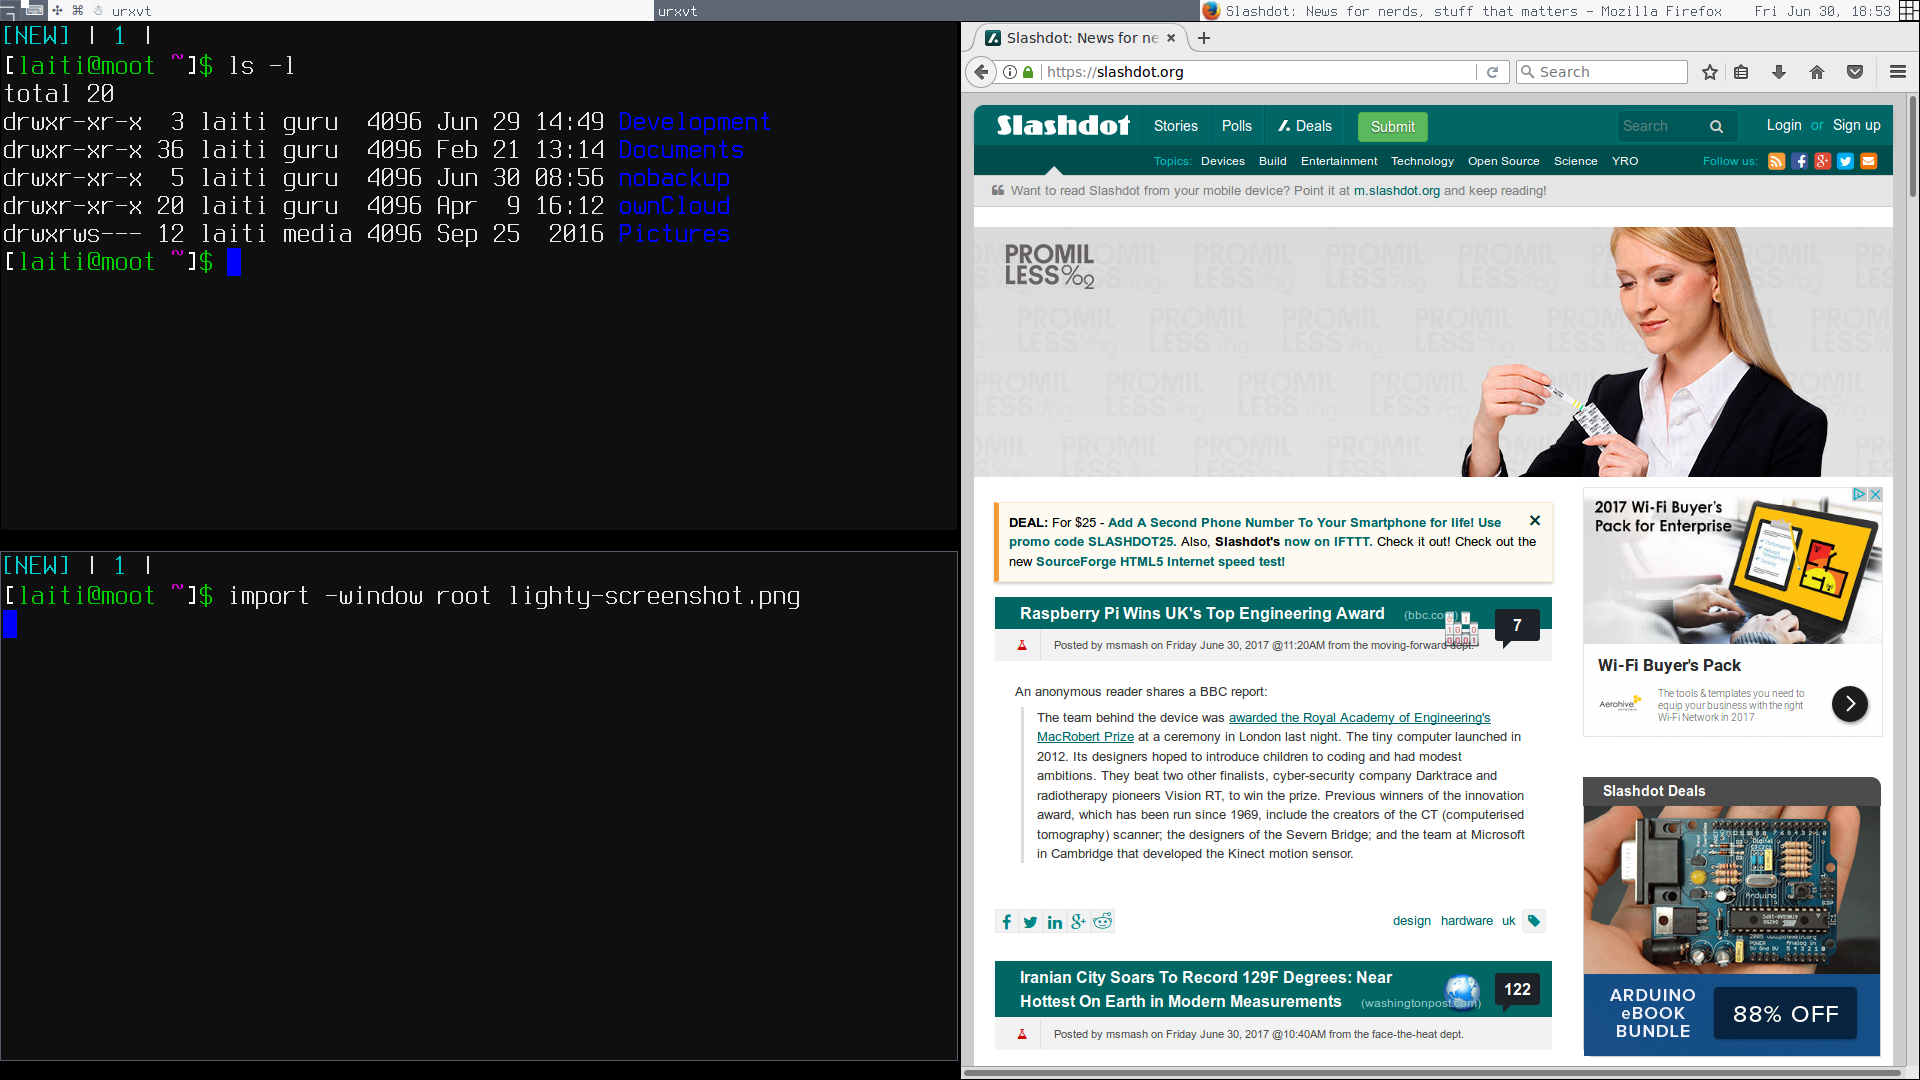 urxvt
urxvt
Slashdot: News for nerds, stuff that matters - Mozilla Firefox
Fri Jun 30, 18:53
[NEW] | 1 |
[laiti@moot ~]$ ls -l
total 20
drwxr-xr-x 3 laiti guru 4096 Jun 29 14:49 Development
drwxr-xr-x 36 laiti guru 4096 Feb 21 13:14 Documents
drwxr-xr-x 5 laiti guru 4096 Jun 30 08:56 nobackup
drwxr-xr-x 20 laiti guru 4096 Apr 9 16:12 ownCloud
drwxrws--- 12 laiti media 4096 Sep 25 2016 Pictures
[laiti@moot ~]$
[NEW] | 1 |
[laiti@moot ~]$ import -window root lighty-screenshot.png
Slashdot: News for ne
https://slashdot.org
Search
Slashdot Stories Polls Deals Submit
Search
Login or Sign up
Topics: Devices Build Entertainment Technology Open Source Science YRO
Follow us:
Want to read Slashdot from your mobile device? Point it at m.slashdot.org and keep reading!
PROMIL
LESS%02
DEAL: For $25 - Add A Second Phone Number To Your Smartphone for life! Use
promo code SLASHDOT25. Also, Slashdot's now on IFTTT. Check it out! Check out the
new SourceForge HTML5 Internet speed test!
Raspberry Pi Wins UK's Top Engineering Award
7
Posted by msmash on Friday June 30, 2017 @11:20AM from the moving-forward dept.
An anonymous reader shares a BBC report:
The team behind the device was awarded the Royal Academy of Engineering's
MacRobert Prize at a ceremony in London last night. The tiny computer launched in
2012. Its designers hoped to introduce children to coding and had modest
ambitions. They beat two other finalists, cyber-security company Darktrace and
radiotherapy pioneers Vision RT, to win the prize. Previous winners of the innovation
award, which has been run since 1969, include the creators of the CT (computerised
tomography) scanner; the designers of the Severn Bridge; and the team at Microsoft
in Cambridge that developed the Kinect motion sensor.
design hardware uk
Iranian City Soars To Record 129F Degrees: Near
Hottest On Earth in Modern Measurements (washingtonpost.com)
122
Posted by msmash on Friday June 30, 2017 @10:40AM from the face-the-heat dept.
2017 Wi-Fi Buyer's
Pack for Enterprise
Wi-Fi Buyer's Pack
Aerohive
NETWORKS
The tools & templates you need to
equip your business with the right
Wi-Fi Network in 2017
Slashdot Deals
Arduino
ARDUINO
eBOOK
BUNDLE
88% OFF